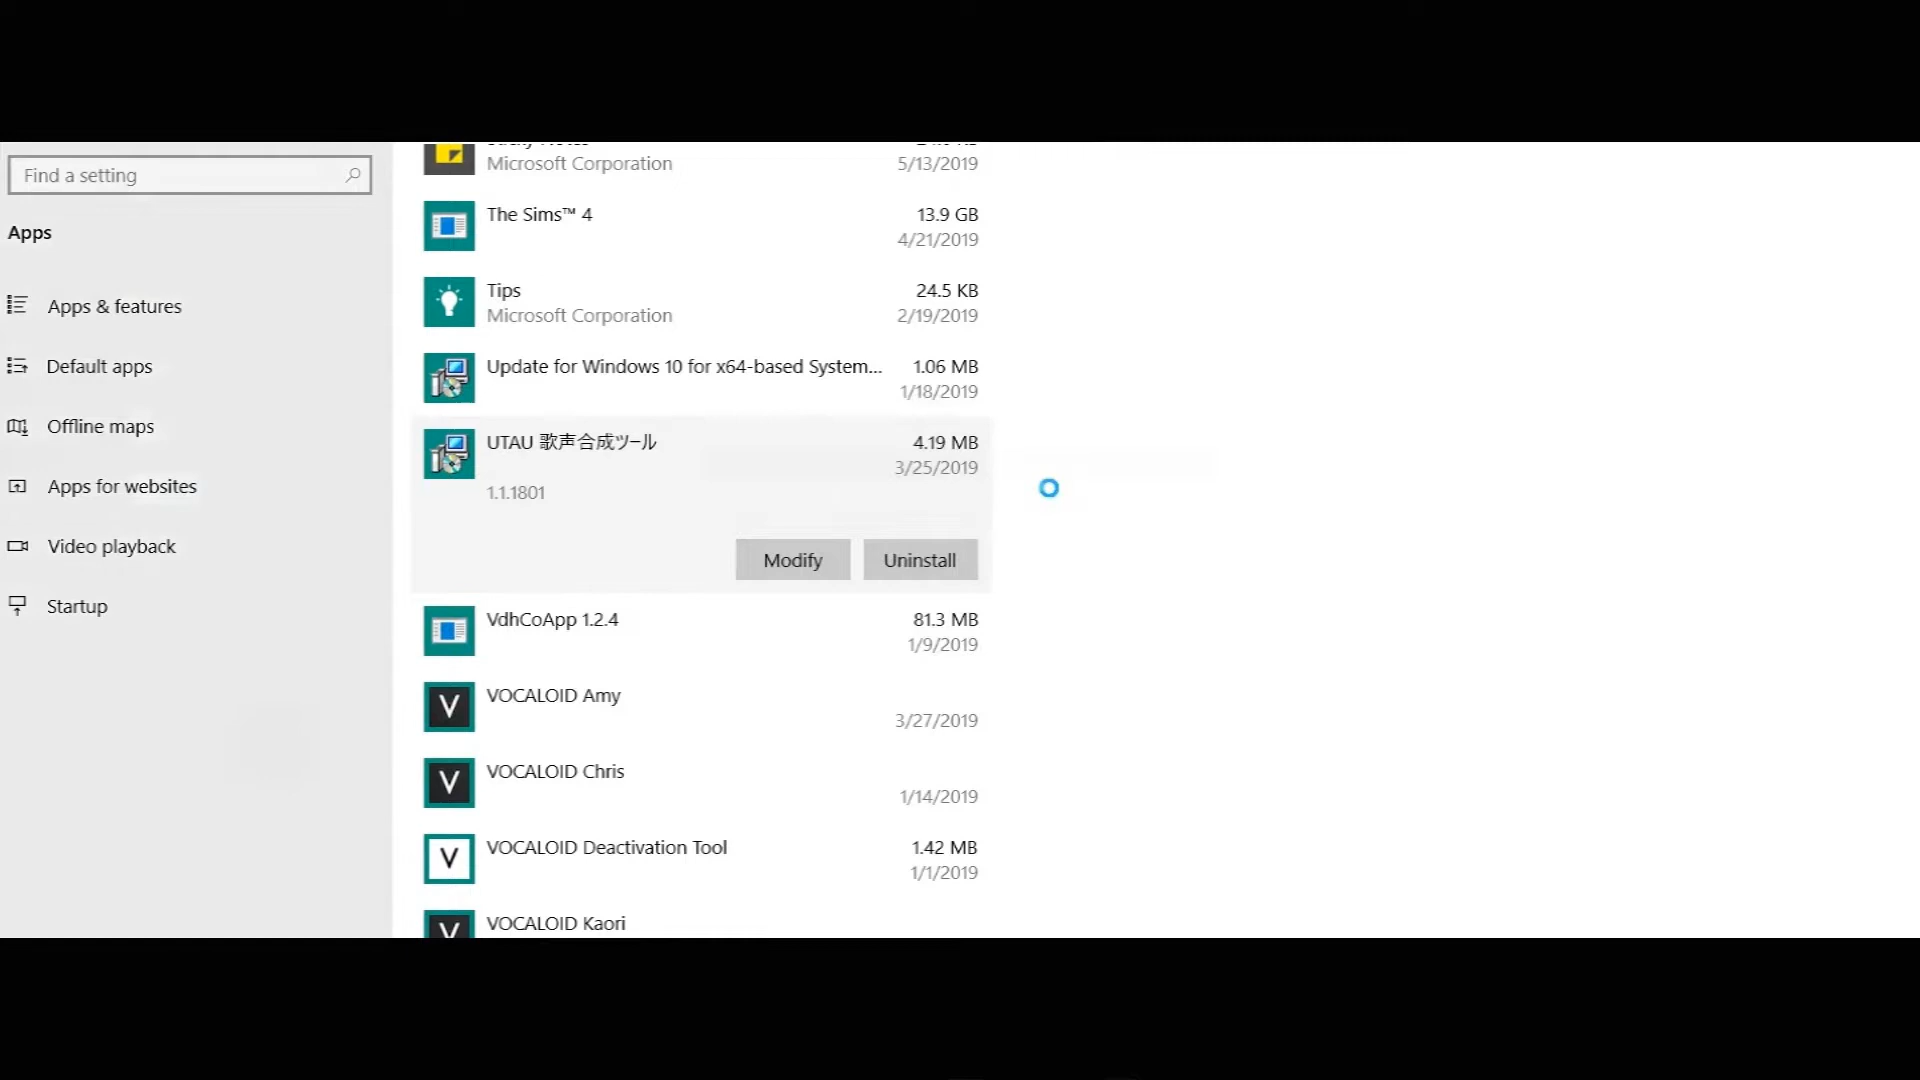 Find a setting
Apps
Apps & features
Default apps
Offline maps
Apps for websites
Video playback
Startup
Microsoft Corporation
5/13/2019
The Sims™ 4
13.9 GB
4/21/2019
Tips
24.5 KB
Microsoft Corporation
2/19/2019
Update for Windows 10 for x64-based System...
1.06 MB
1/18/2019
UTAU 歌声合成ツール
4.19 MB
3/25/2019
1.1.1801
Modify
Uninstall
VdhCoApp 1.2.4
81.3 MB
1/9/2019
VOCALOID Amy
3/27/2019
VOCALOID Chris
1/14/2019
VOCALOID Deactivation Tool
1.42 MB
1/1/2019
VOCALOID Kaori